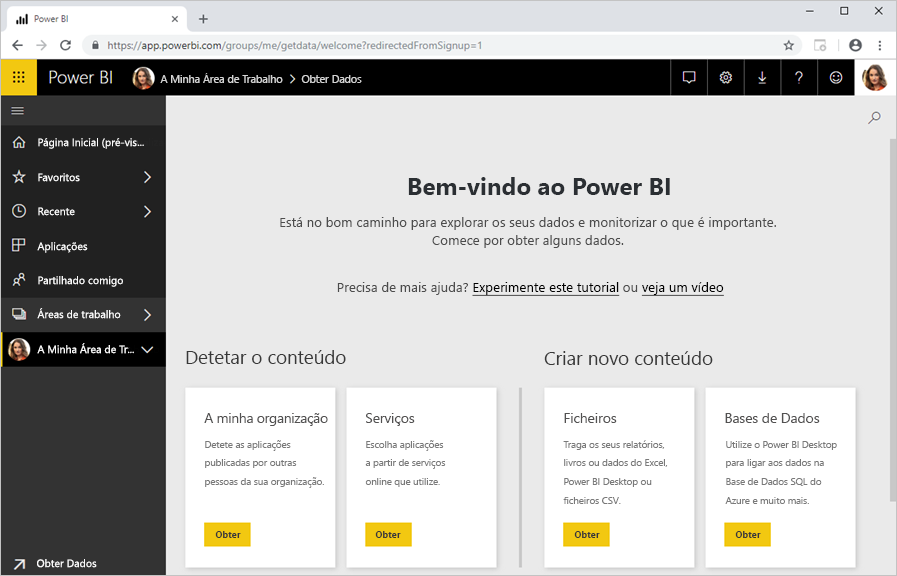 Power BI
https://app.powerbi.com/groups/me/getdata/welcome?redirectedFromSignup=1
Power BI
A Minha Área de Trabalho > Obter Dados
?
Página Inicial (pré-vis...
Favoritos
Recente
Aplicações
Partilhado comigo
Áreas de trabalho
A Minha Área de Tr...
Obter Dados
Bem-vindo ao Power BI
Está no bom caminho para explorar os seus dados e monitorizar o que é importante.
Comece por obter alguns dados.
Precisa de mais ajuda? Experimente este tutorial ou veja um vídeo
Detetar o conteúdo
A minha organização
Detete as aplicações
publicadas por outras
pessoas da sua organização.
Obter
Serviços
Escolha aplicações
a partir de serviços
online que utilize.
Obter
Criar novo conteúdo
Ficheiros
Traga os seus relatórios,
livros ou dados do Excel,
Power BI Desktop ou
ficheiros CSV.
Obter
Bases de Dados
Utilize o Power BI Desktop
para ligar aos dados na
Base de Dados SQL do
Azure e muito mais.
Obter